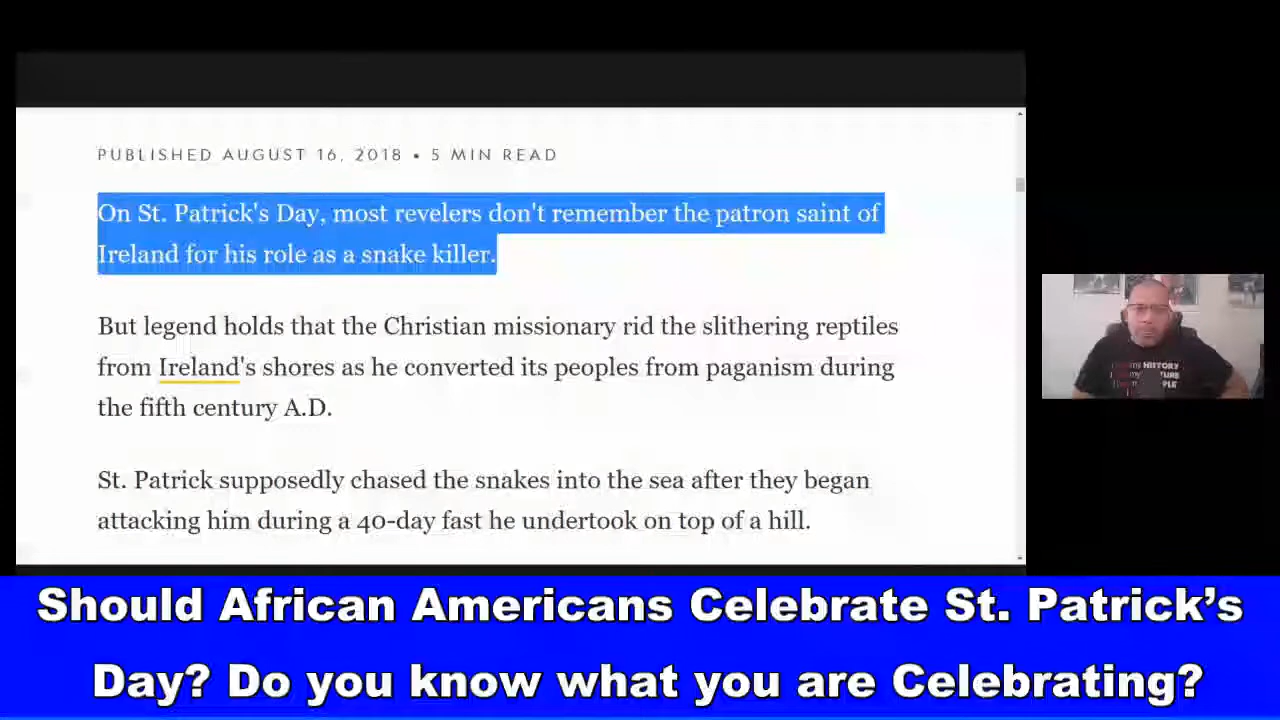 PUBLISHED AUGUST 16, 2018 • 5 MIN READ
On St. Patrick's Day, most revelers don't remember the patron saint of
Ireland for his role as a snake killer.
But legend holds that the Christian missionary rid the slithering reptiles
from Ireland's shores as he converted its peoples from paganism during
the fifth century A.D.
St. Patrick supposedly chased the snakes into the sea after they began
attacking him during a 40-day fast he undertook on top of a hill.
HISTORY
Should African Americans Celebrate St. Patrick’s
Day? Do you know what you are Celebrating?